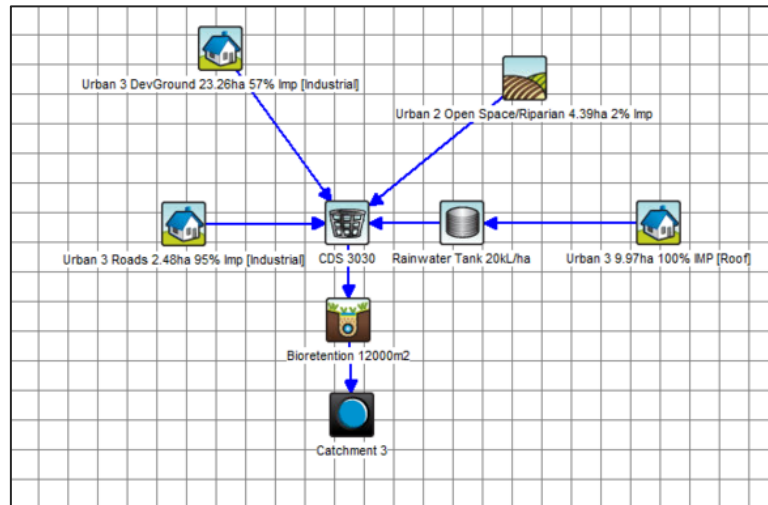 Urban 3 DevGround 23.26ha 57% Imp [Industrial]
Urban 2 Open Space/Riparian 4.39ha 2% Imp
Urban 3 Roads 2.48ha 95% Imp [Industrial]
CDS 3030
Rainwater Tank 20kL/ha
Urban 3 9.97ha 100% IMP [Roof]
Bioretention 12000m2
Catchment 3